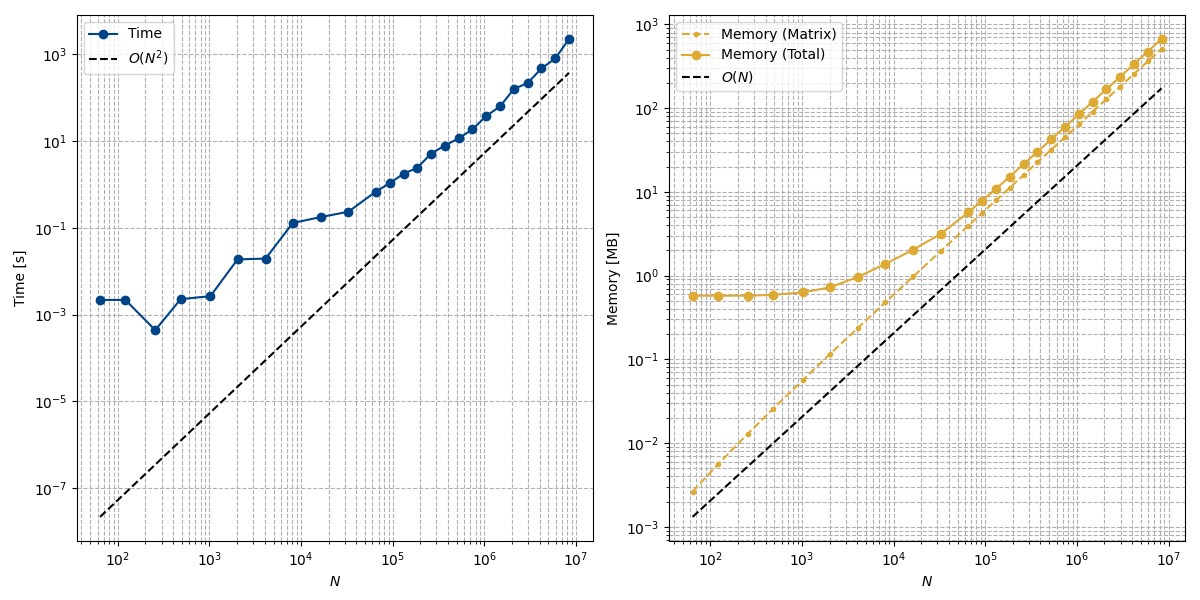 Time
O(N²)
10³
10¹
10⁻¹
10⁻³
10⁻⁵
10⁻⁷
Time [s]
10² 10³ 10⁴ 10⁵ 10⁶ 10⁷
N
Memory (Matrix)
Memory (Total)
O(N)
10³
10²
10¹
10⁰
10⁻¹
10⁻²
10⁻³
Memory [MB]
10² 10³ 10⁴ 10⁵ 10⁶ 10⁷
N